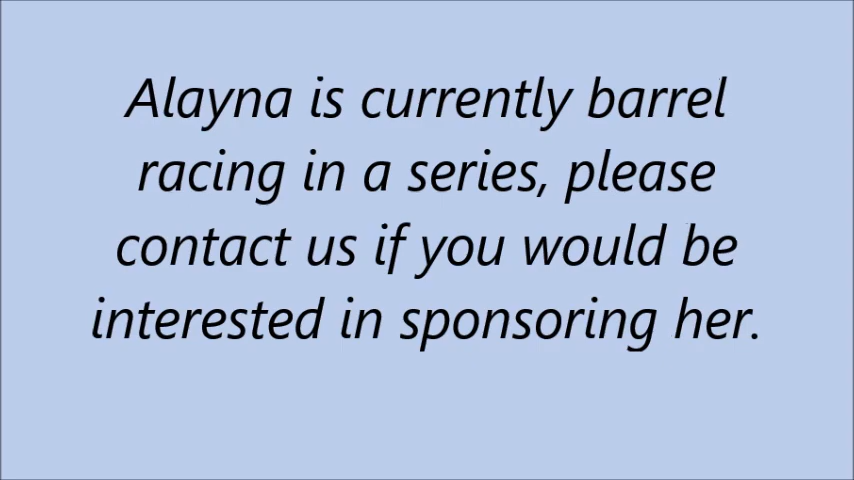 Alayna is currently barrel
racing in a series, please
contact us if you would be
interested in sponsoring her.